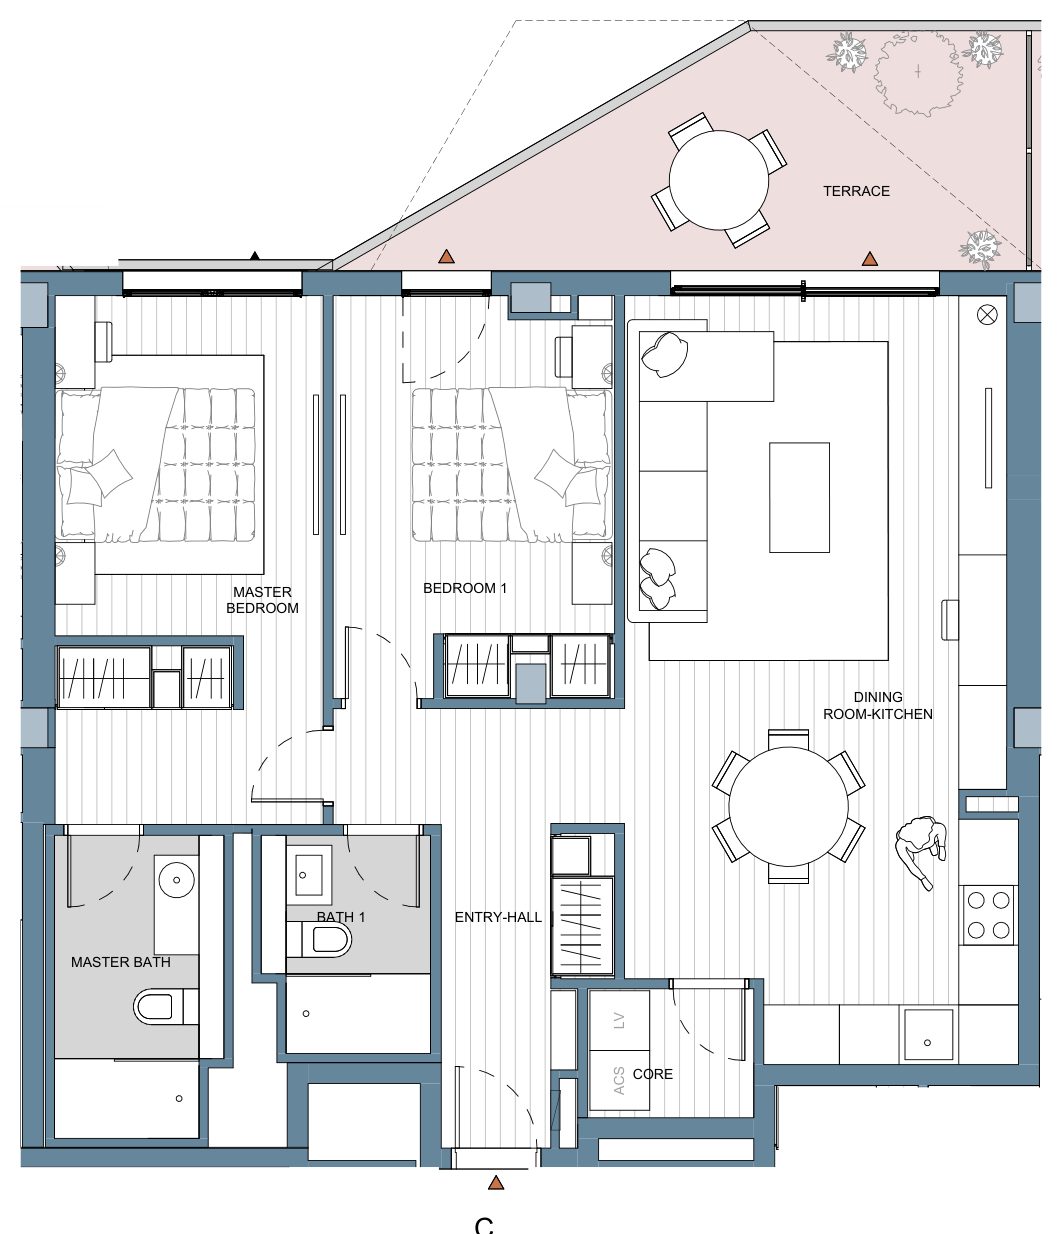 TERRACE
MASTER
BEDROOM
BEDROOM 1
DINING
ROOM-KITCHEN
BATH 1
ENTRY-HALL
MASTER BATH
LV
ACS
CORE
C